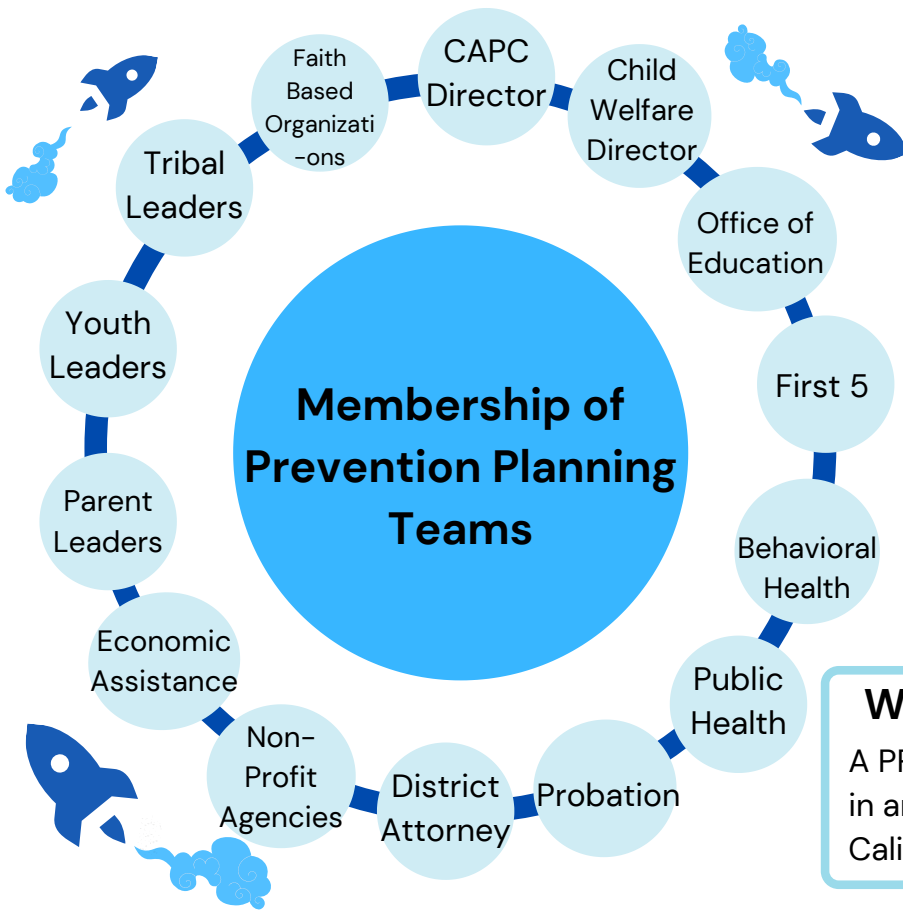 CAPC
Director
Child
Welfare
Director
Office of
Education
First 5
Behavioral
Health
Public
Health
Probation
District
Attorney
Non-
Profit
Agencies
Economic
Assistance
Parent
Leaders
Youth
Leaders
Tribal
Leaders
Faith
Based
Organizati
-ons
Membership of
Prevention Planning
Teams
W
A P
in a
Cali